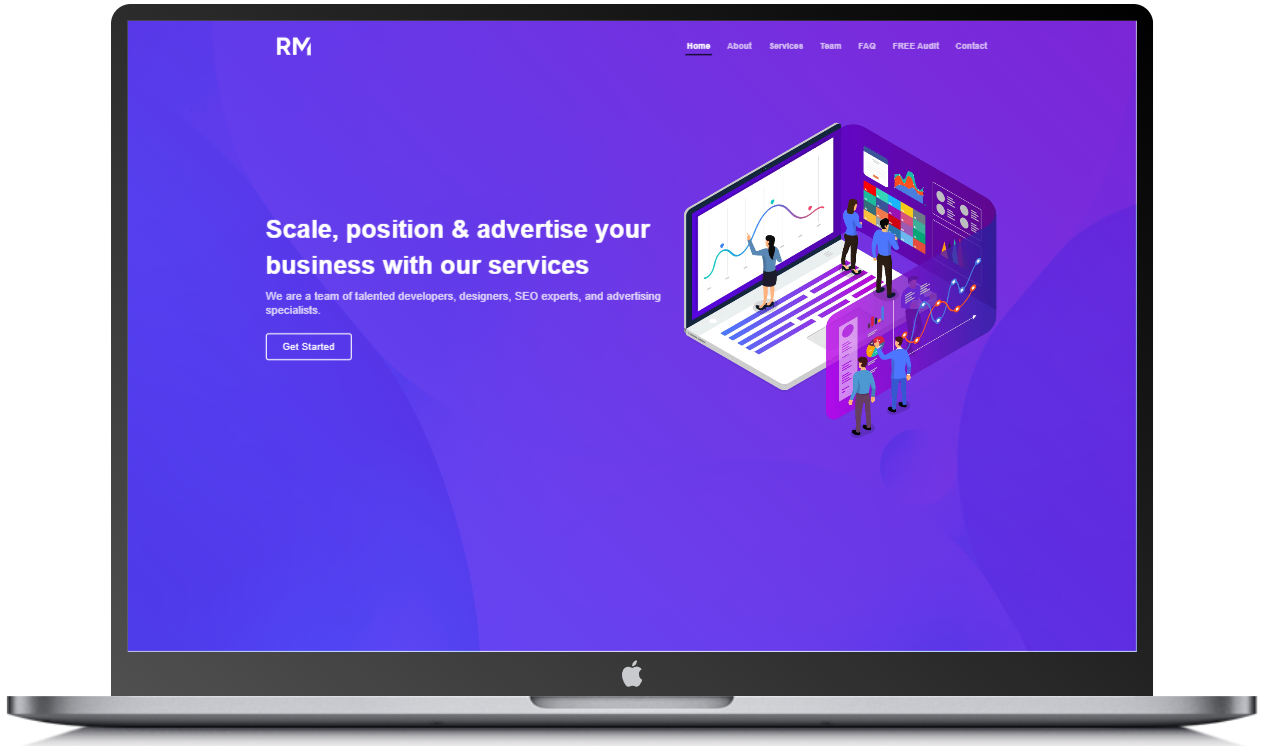 RM
Home About Services Team FAQ FREE Audit Contact
Scale, position & advertise your
business with our services
We are a team of talented developers, designers, SEO experts, and advertising
specialists.
Get Started